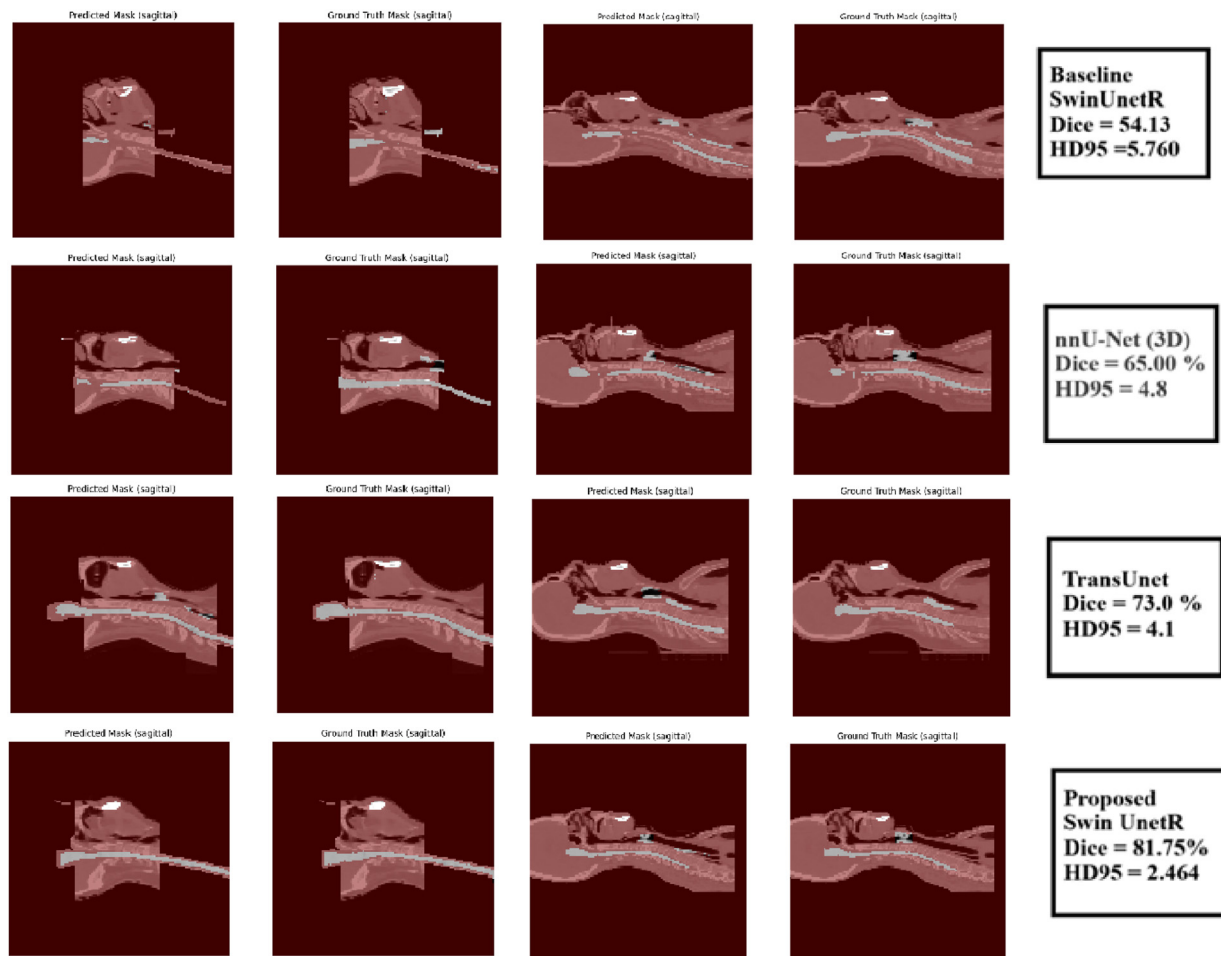 Predicted Mask (sagittal)
Ground Truth Mask (sagittal)
Predicted Mask (sagittal)
Ground Truth Mask (sagittal)
Baseline
SwinUnetR
Dice = 54.13
HD95 =5.760
Predicted Mask (sagittal)
Ground Truth Mask (sagittal)
Predicted Mask (sagittal)
Ground Truth Mask (sagittal)
nnU-Net (3D)
Dice = 65.00 %
HD95 = 4.8
Predicted Mask (sagittal)
Ground Truth Mask (sagittal)
Predicted Mask (sagittal)
Ground Truth Mask (sagittal)
TransUnet
Dice = 73.0 %
HD95 = 4.1
Predicted Mask (sagittal)
Ground Truth Mask (sagittal)
Predicted Mask (sagittal)
Ground Truth Mask (sagittal)
Proposed
Swin UnetR
Dice = 81.75%
HD95 = 2.464